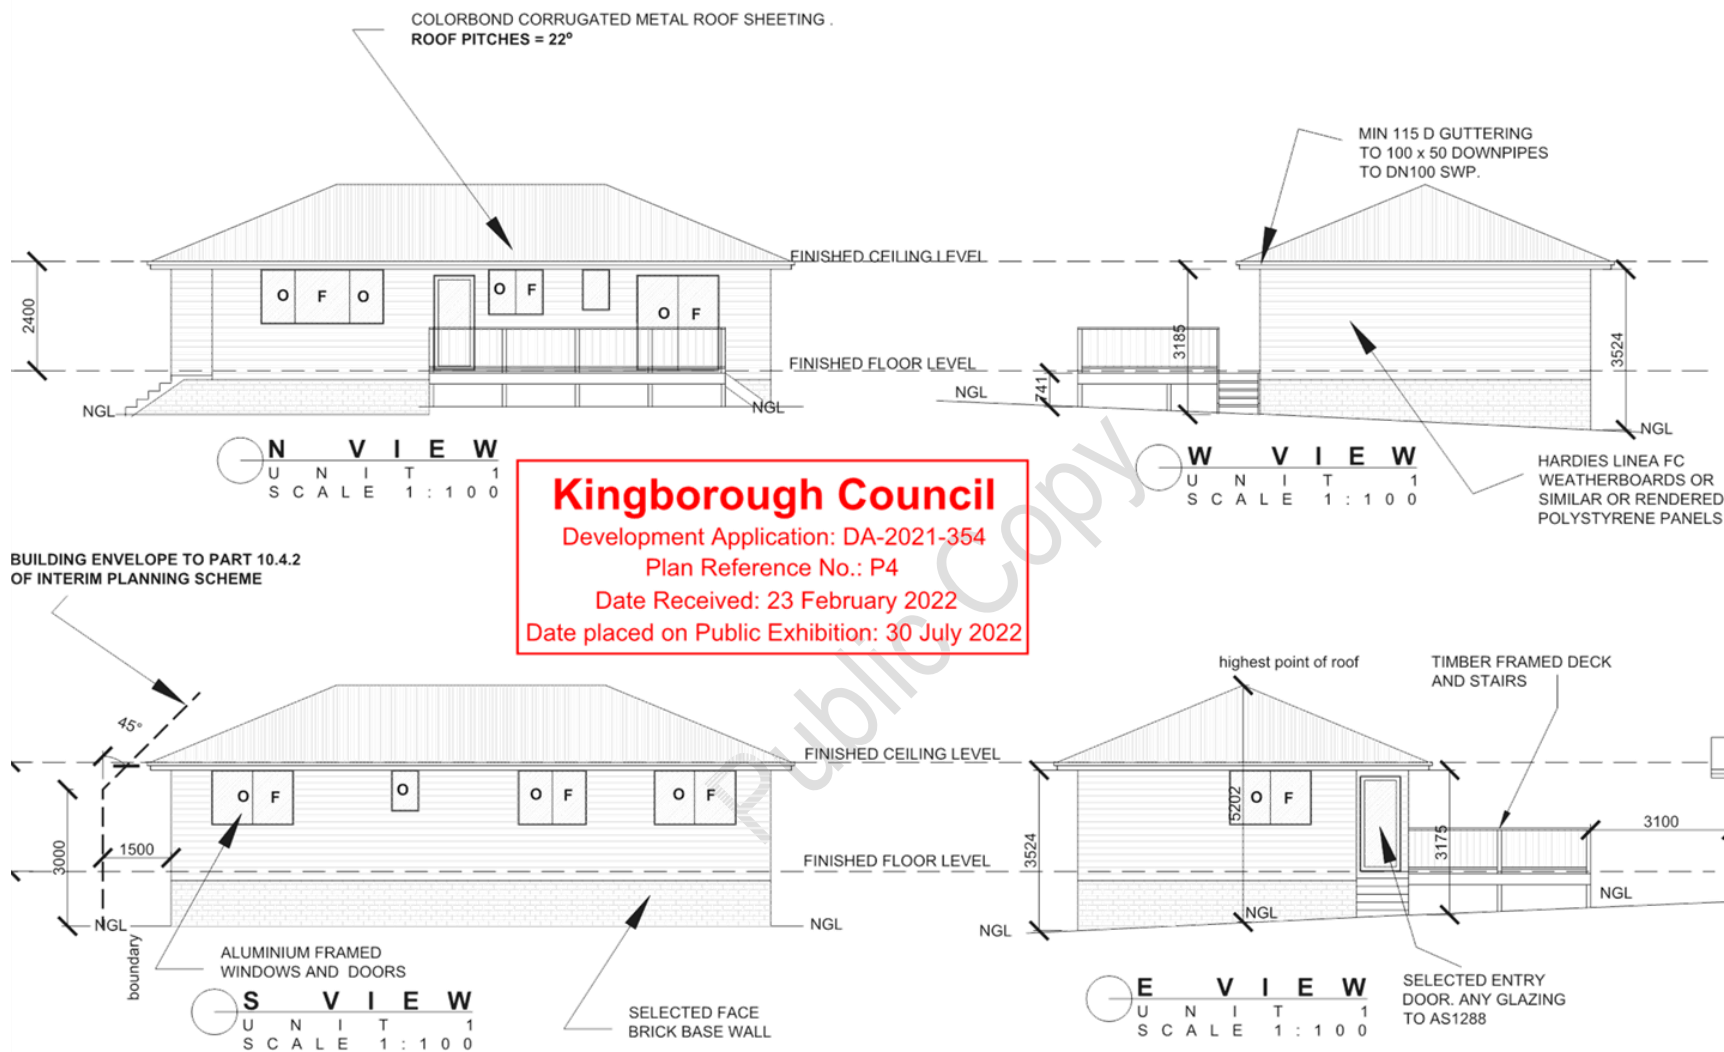 COLORBOND CORRUGATED METAL ROOF SHEETING .
ROOF PITCHES = 22°
MIN 115 D GUTTERING
TO 100 x 50 DOWNPIPES
TO DN100 SWP.
FINISHED CEILING LEVEL
2400
O F O
O F
O F
3185
3524
FINISHED FLOOR LEVEL
741
NGL
NGL
NGL
NGL
N VIEW
UNIT 1
SCALE 1:100
W VIEW
UNIT 1
SCALE 1:100
HARDIES LINEA FC
WEATHERBOARDS OR
SIMILAR OR RENDERED
POLYSTYRENE PANELS
Kingborough Council
Development Application: DA-2021-354
Plan Reference No.: P4
Date Received: 23 February 2022
Date placed on Public Exhibition: 30 July 2022
Public Copy
BUILDING ENVELOPE TO PART 10.4.2
OF INTERIM PLANNING SCHEME
45°
highest point of roof
TIMBER FRAMED DECK
AND STAIRS
FINISHED CEILING LEVEL
O F
O
O F
O F
3000
1500
FINISHED FLOOR LEVEL
NGL
NGL
boundary
ALUMINIUM FRAMED
WINDOWS AND DOORS
S VIEW
UNIT 1
SCALE 1:100
SELECTED FACE
BRICK BASE WALL
5202
O F
3524
3175
3100
NGL
NGL
NGL
E VIEW
UNIT 1
SCALE 1:100
SELECTED ENTRY
DOOR. ANY GLAZING
TO AS1288